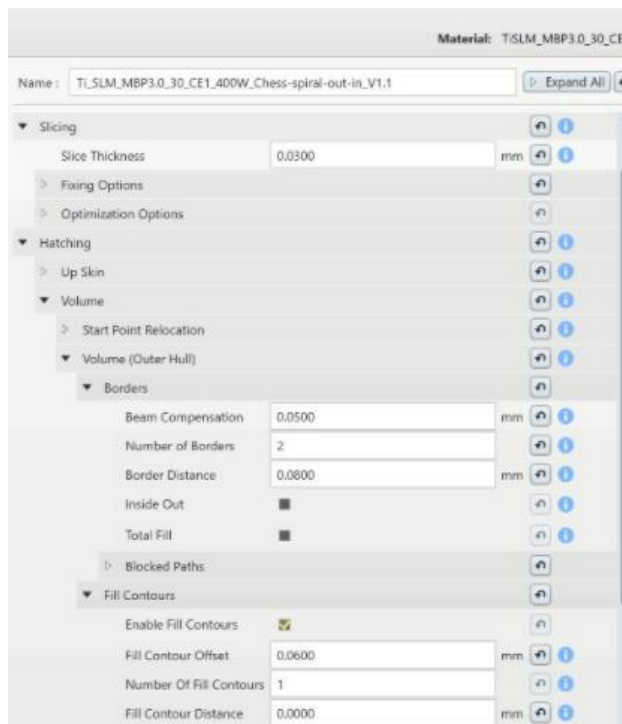 Material: TiSLM_MBP3.0_30_CE
Name : Ti_SLM_MBP3.0_30_CE1_400W_Chess-spiral-out-in_V1.1 Expand All
Slicing
Slice Thickness 0.0300 mm
Fixing Options
Optimization Options
Hatching
Up Skin
Volume
Start Point Relocation
Volume (Outer Hull)
Borders
Beam Compensation 0.0500 mm
Number of Borders 2
Border Distance 0.0800 mm
Inside Out
Total Fill
Blocked Paths
Fill Contours
Enable Fill Contours
Fill Contour Offset 0.0600 mm
Number Of Fill Contours 1
Fill Contour Distance 0.0000 mm